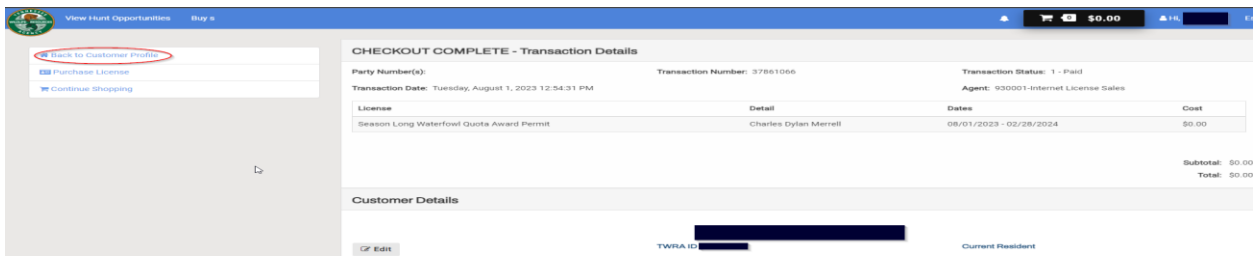 View Hunt Opportunities Buy s $0.00 Hi,
Back to Customer Profile
Purchase License
Continue Shopping
CHECKOUT COMPLETE - Transaction Details
Party Number(s): Transaction Number: 37861066 Transaction Status: 1 - Paid
Transaction Date: Tuesday, August 1, 2023 12:54:31 PM Agent: 930001-Internet License Sales
License Detail Dates Cost
Season Long Waterfowl Quota Award Permit Charles Dylan Merrell 08/01/2023 - 02/28/2024 $0.00
Subtotal: $0.00
Total: $0.00
Customer Details
Edit TWRA ID Current Resident